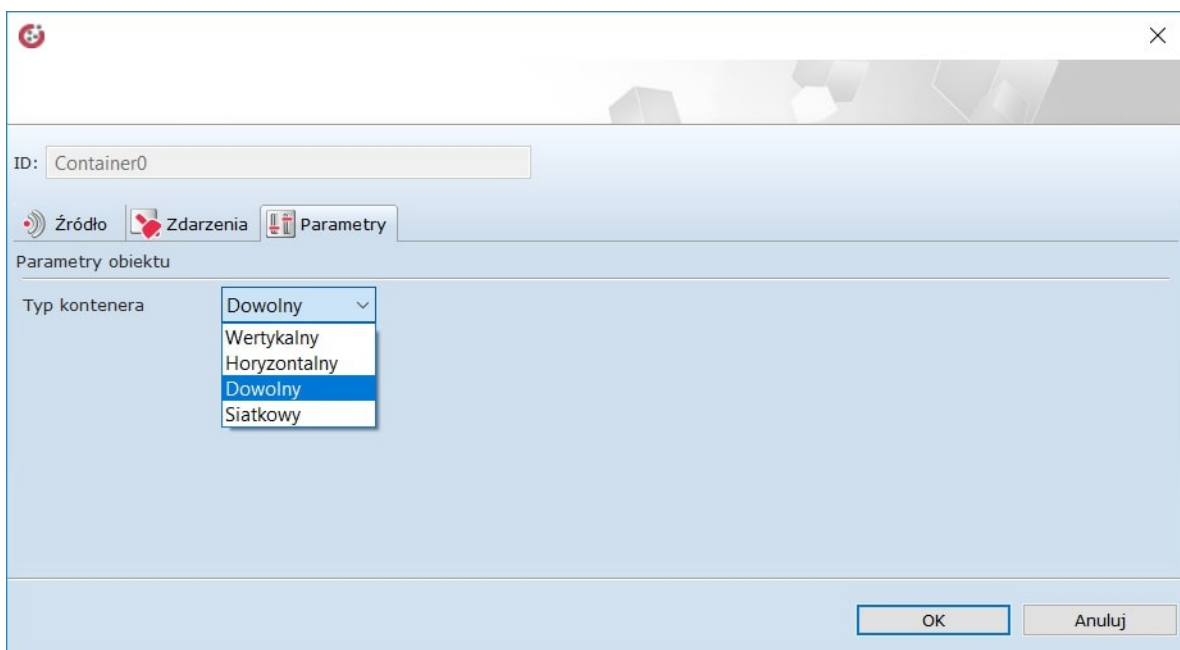 ID: Container0
Źródło Zdarzenia Parametry
Parametry obiektu
Typ kontenera Dowolny
Wertykalny
Horyzontalny
Dowolny
Siatkowy
OK Anuluj